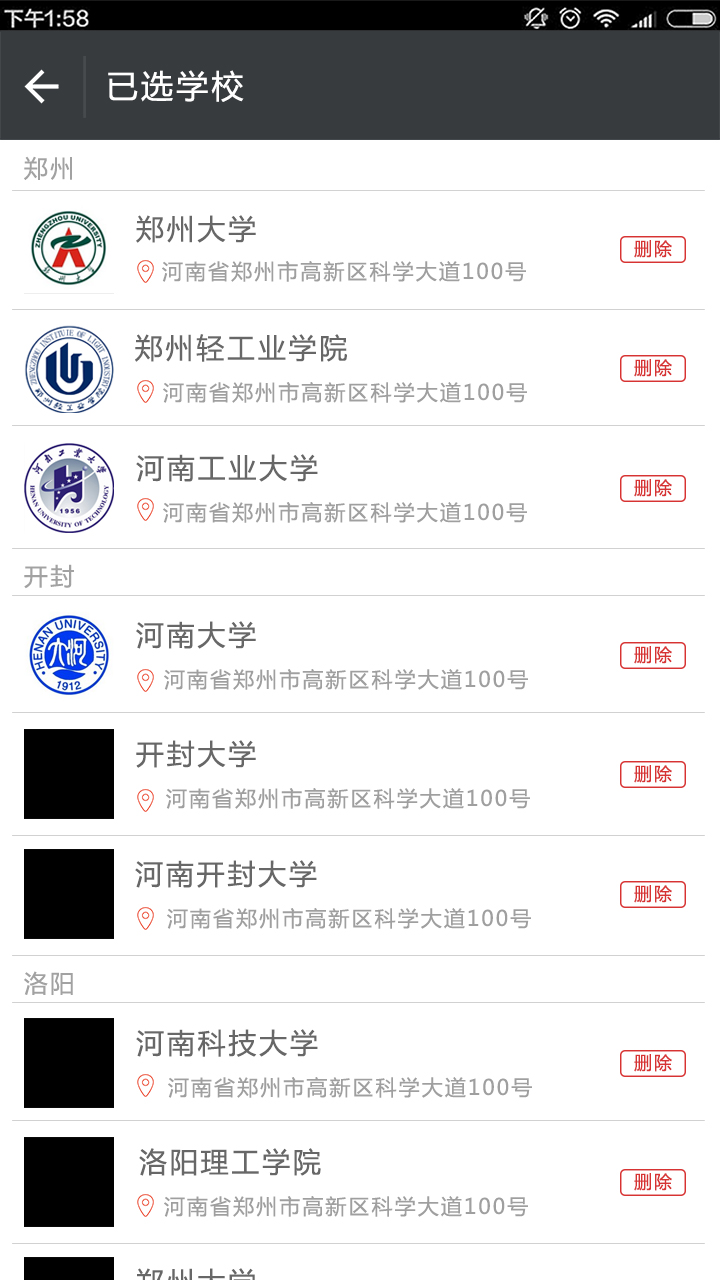 下午1:58
已选学校
郑州
ZHENGZHOU UNIVERSITY
郑州大学
河南省郑州市高新区科学大道100号
删除
ZHENGZHOU INSTITUTE OF LIGHT INDUSTRY
郑州轻工业学院
郑州轻工业学院
河南省郑州市高新区科学大道100号
删除
河南工业大学
1956
HENAN UNIVERSITY OF TECHNOLOGY
河南工业大学
河南省郑州市高新区科学大道100号
删除
开封
HENAN UNIVERSITY
1912
河南大学
河南省郑州市高新区科学大道100号
删除
开封大学
河南省郑州市高新区科学大道100号
删除
河南开封大学
河南省郑州市高新区科学大道100号
删除
洛阳
河南科技大学
河南省郑州市高新区科学大道100号
删除
洛阳理工学院
河南省郑州市高新区科学大道100号
删除
郑州大学